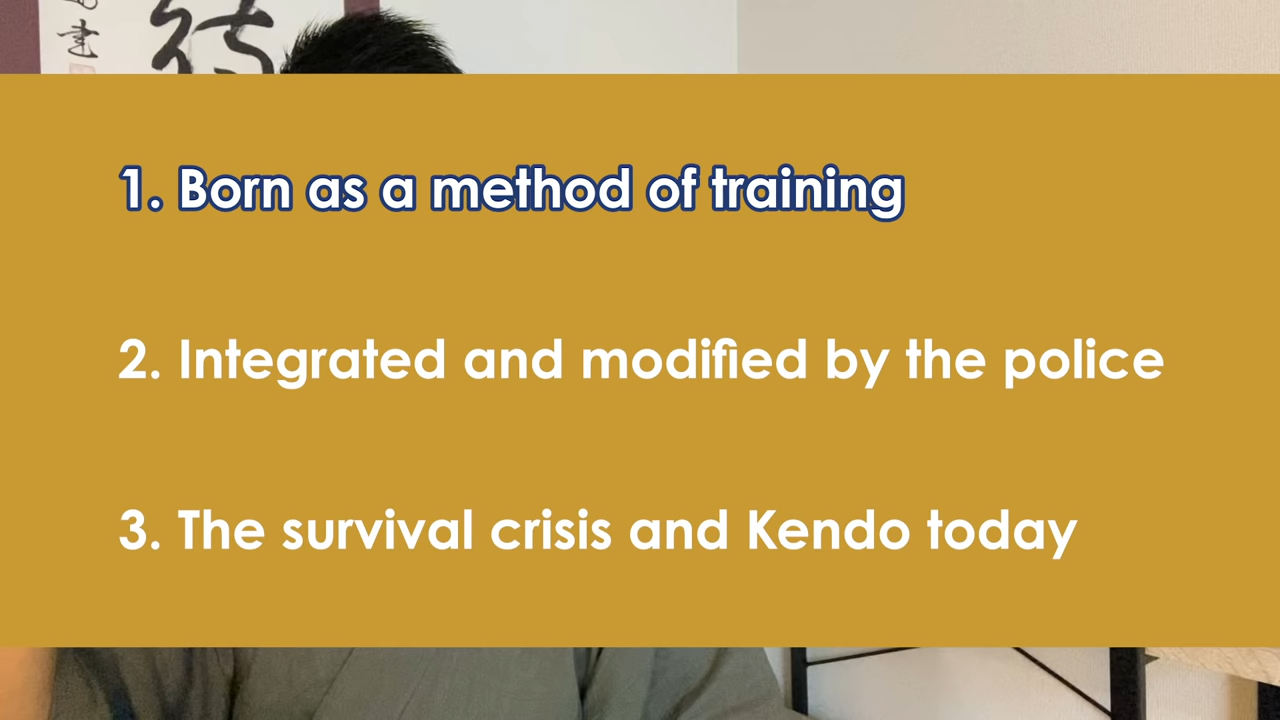 1. Born as a method of training
2. Integrated and modified by the police
3. The survival crisis and Kendo today